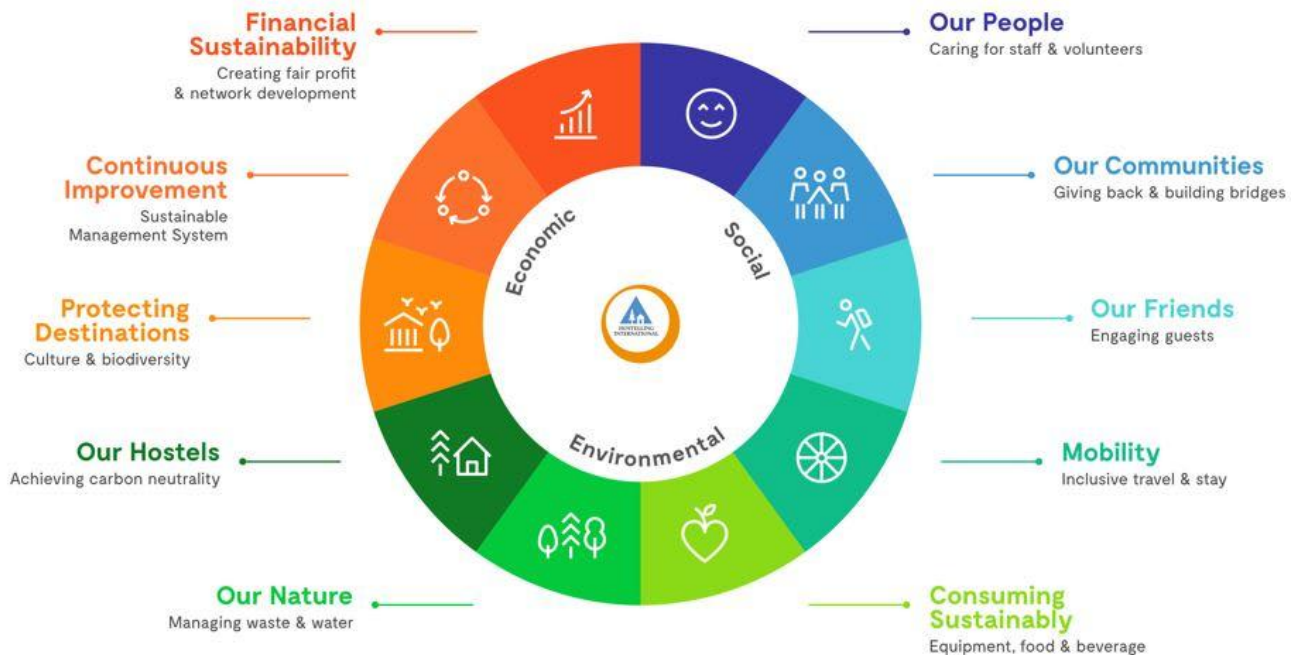 Financial
Sustainability
Creating fair profit
& network development
Our People
Caring for staff & volunteers
Continuous
Improvement
Sustainable
Management System
Our Communities
Giving back & building bridges
Protecting
Destinations
Culture & biodiversity
Our Friends
Engaging guests
Our Hostels
Achieving carbon neutrality
Mobility
Inclusive travel & stay
Our Nature
Managing waste & water
Consuming
Sustainably
Equipment, food & beverage
Economic
Social
Environmental
HOSTELLING
INTERNATIONAL